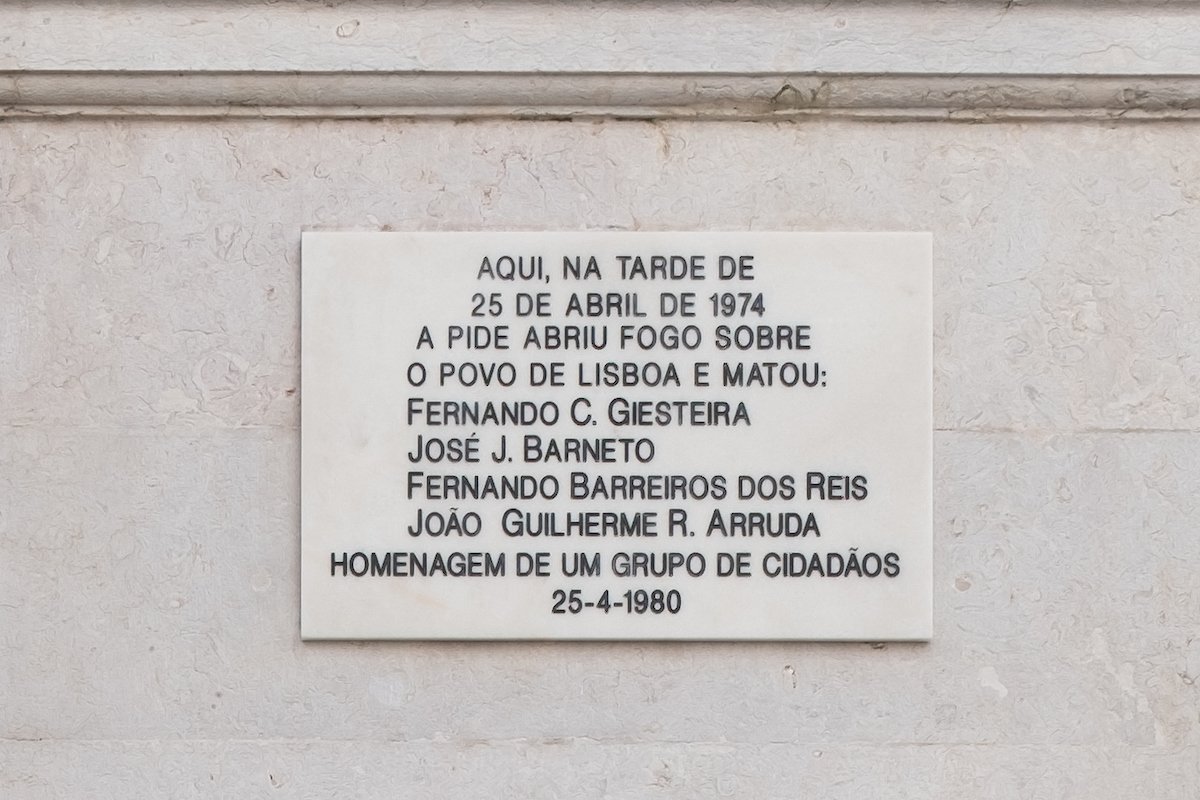 AQUI, NA TARDE DE
25 DE ABRIL DE 1974
A PIDE ABRIU FOGO SOBRE
O POVO DE LISBOA E MATOU:
FERNANDO C. GIESTEIRA
JOSÉ J. BARNETO
FERNANDO BARREIROS DOS REIS
JOÃO GUILHERME R. ARRUDA
HOMENAGEM DE UM GRUPO DE CIDADÃOS
25-4-1980